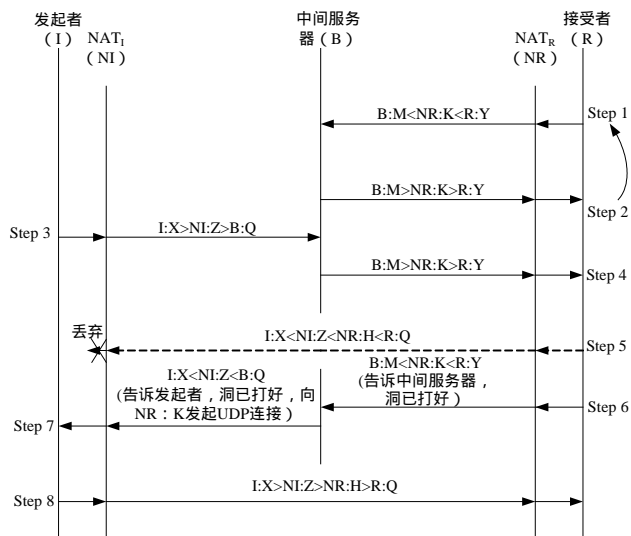 发起者
（I）
NATI
（NI）
中间服务
器（B）
NATR
（NR）
接受者
（R）
Step 1
B:M<NR:K<R:Y
B:M>NR:K>R:Y
Step 2
Step 3
I:X>NI:Z>B:Q
B:M>NR:K>R:Y
Step 4
丢弃
I:X<NI:Z<NR:H<R:Q
Step 5
I:X<NI:Z<B:Q
(告诉发起者，洞已打好，向
NR：K发起UDP连接）
B:M<NR:K<R:Y
(告诉中间服务器，
洞已打好）
Step 6
Step 7
I:X>NI:Z>NR:H>R:Q
Step 8